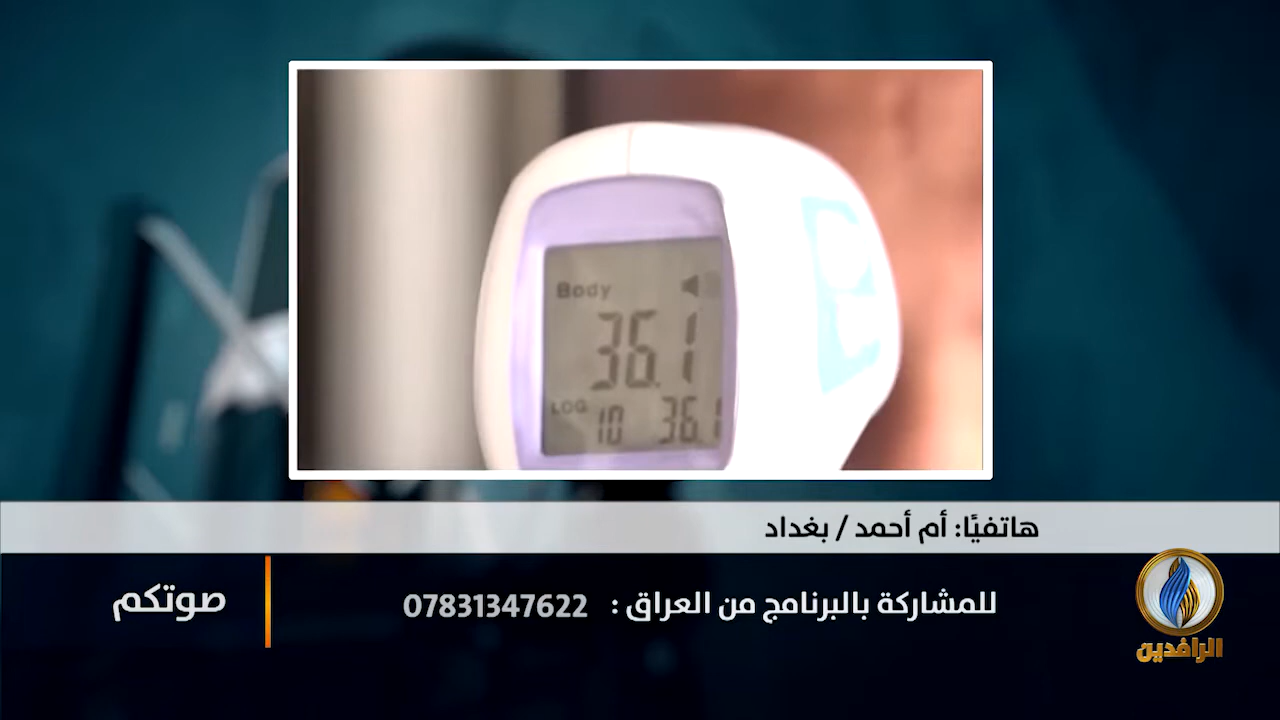 Body
36.1
LOG 10 36.1
هاتفيًا: أم أحمد / بغداد
للمشاركة بالبرنامج من العراق : 07831347622
صوتكم
الرافدين